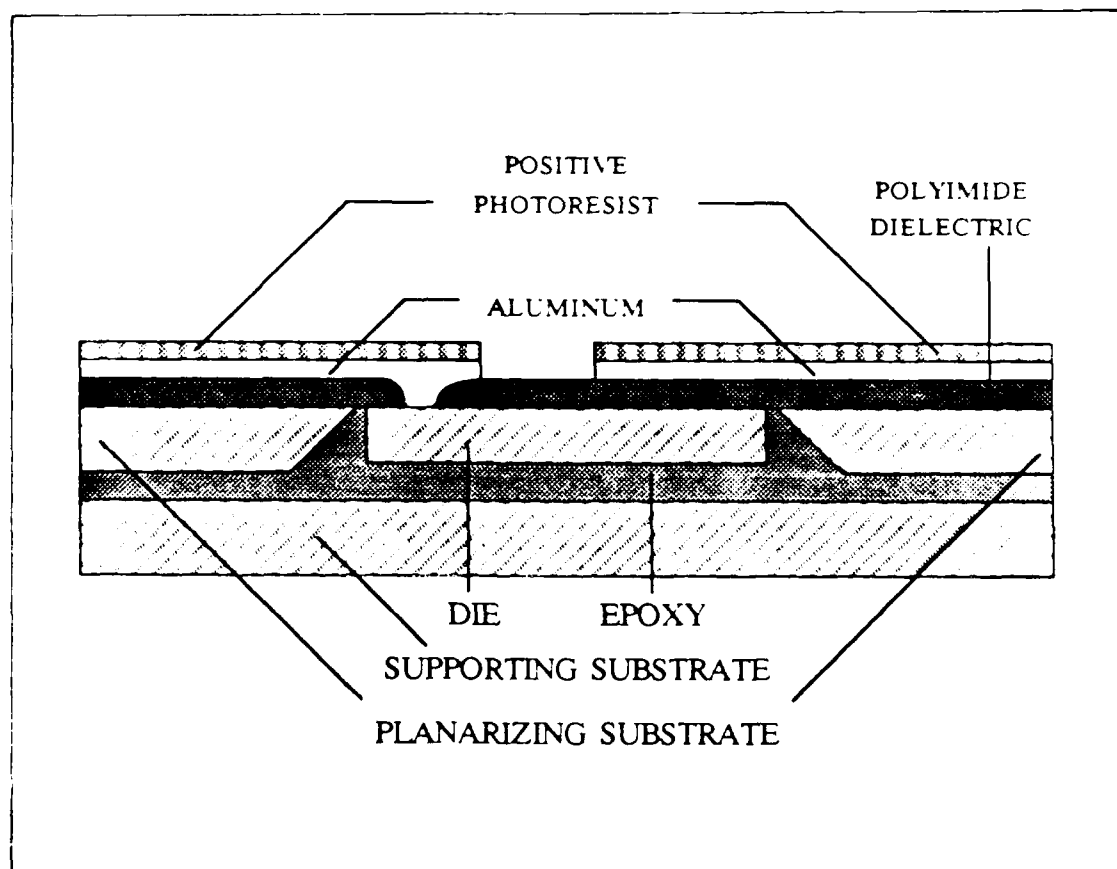 POSITIVE
PHOTORESIST
POLYIMIDE
DIELECTRIC
ALUMINUM
DIE
EPOXY
SUPPORTING SUBSTRATE
PLANARIZING SUBSTRATE